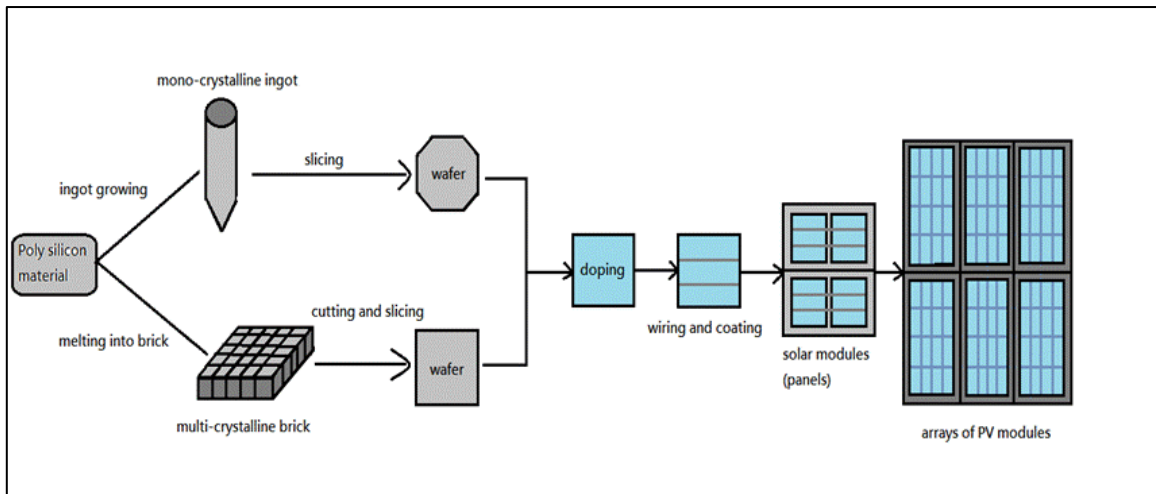 mono-crystalline ingot
slicing
wafer
ingot growing
Poly silicon
material
melting into brick
cutting and slicing
wafer
multi-crystalline brick
doping
wiring and coating
solar modules
(panels)
arrays of PV modules